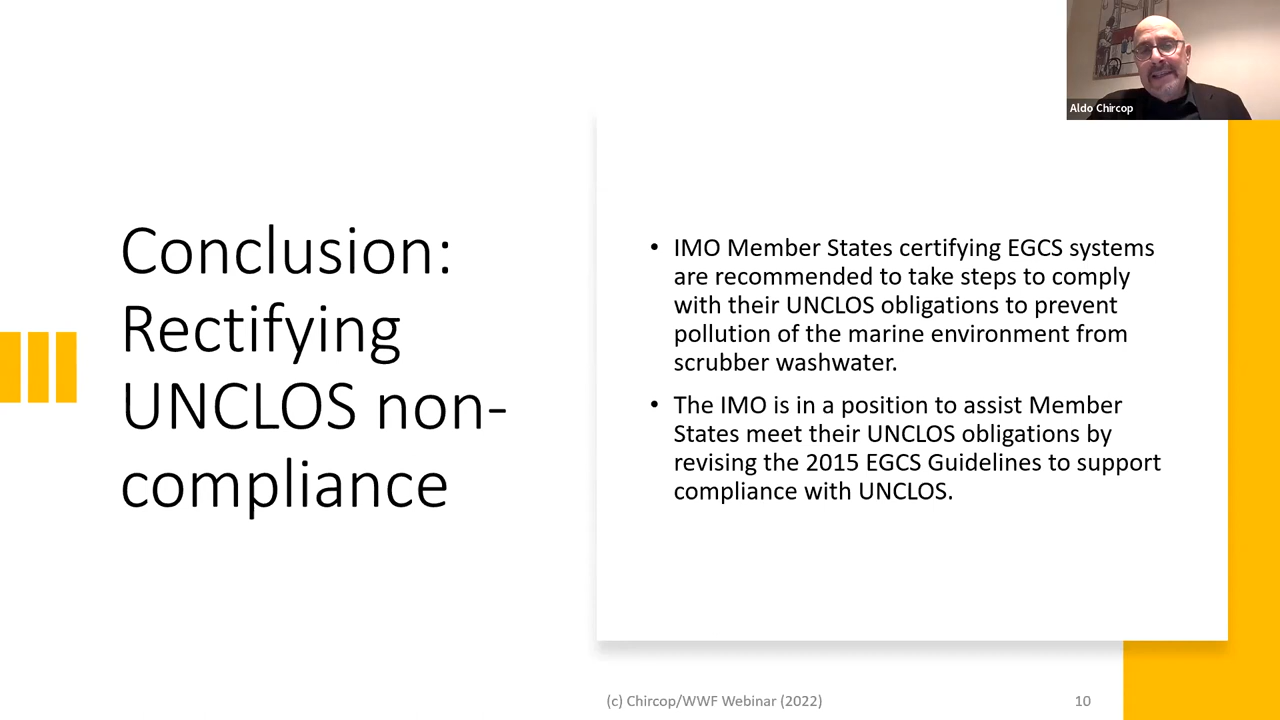 Aldo Chircop
Conclusion:
Rectifying
UNCLOS non-
compliance
• IMO Member States certifying EGCS systems
are recommended to take steps to comply
with their UNCLOS obligations to prevent
pollution of the marine environment from
scrubber washwater.
• The IMO is in a position to assist Member
States meet their UNCLOS obligations by
revising the 2015 EGCS Guidelines to support
compliance with UNCLOS.
(c) Chircop/WWF Webinar (2022)
10